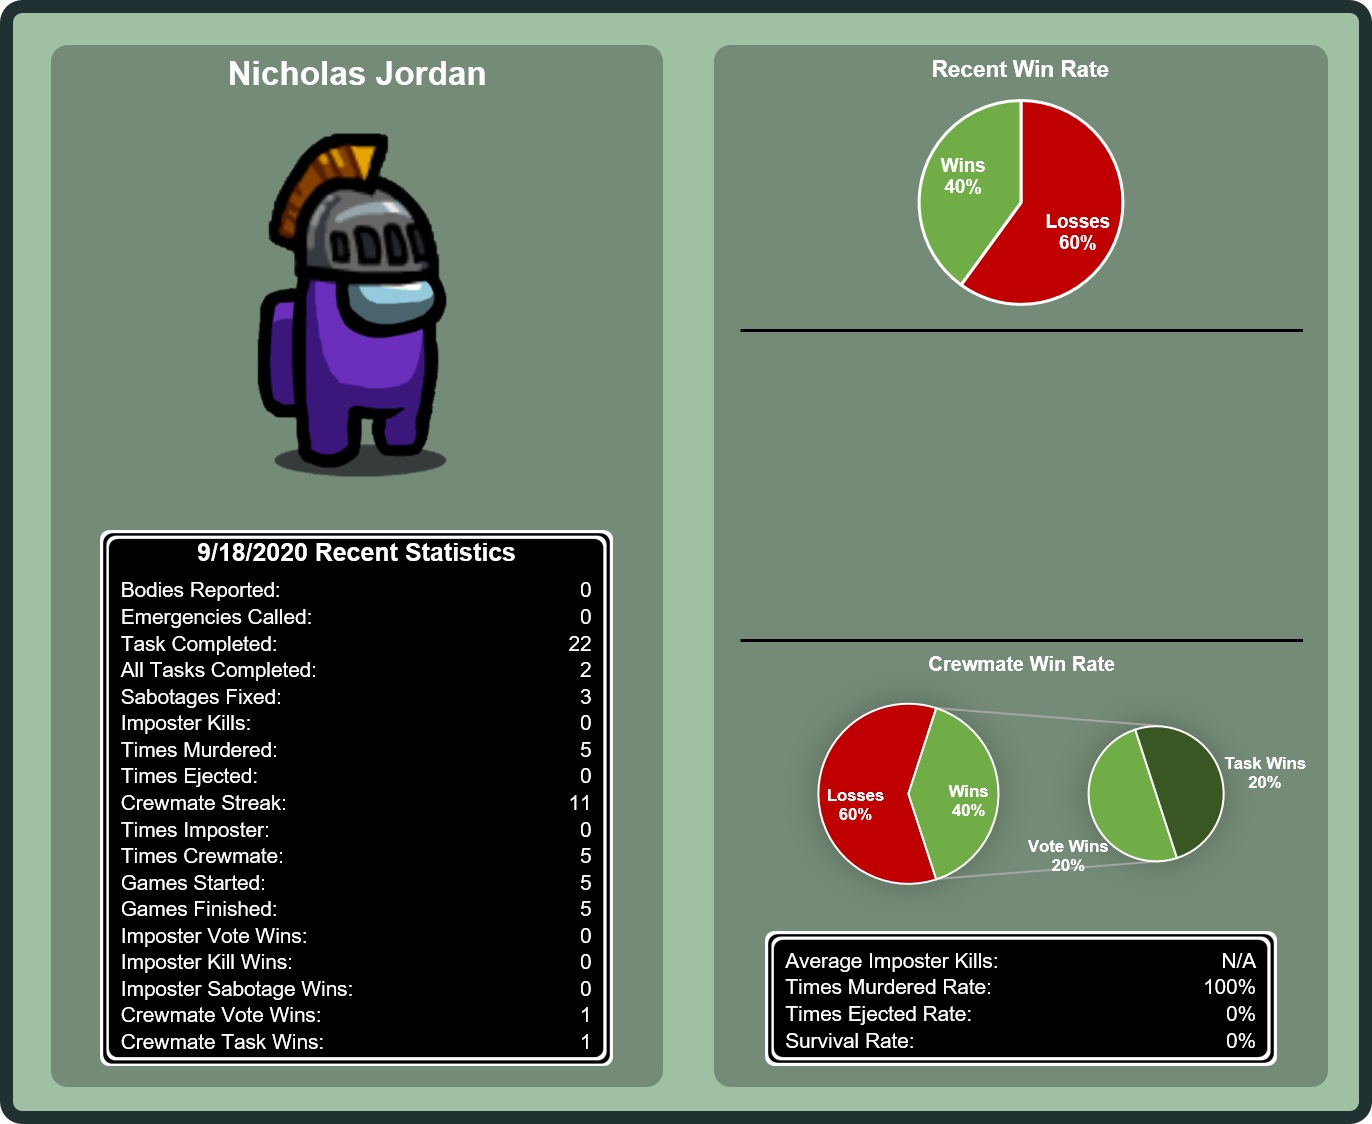 Nicholas Jordan
9/18/2020 Recent Statistics
Bodies Reported: 0
Emergencies Called: 0
Task Completed: 22
All Tasks Completed: 2
Sabotages Fixed: 3
Imposter Kills: 0
Times Murdered: 5
Times Ejected: 0
Crewmate Streak: 11
Times Imposter: 0
Times Crewmate: 5
Games Started: 5
Games Finished: 5
Imposter Vote Wins: 0
Imposter Kill Wins: 0
Imposter Sabotage Wins: 0
Crewmate Vote Wins: 1
Crewmate Task Wins: 1
Recent Win Rate
Wins
40%
Losses
60%
Crewmate Win Rate
Losses
60%
Wins
40%
Task Wins
20%
Vote Wins
20%
Average Imposter Kills: N/A
Times Murdered Rate: 100%
Times Ejected Rate: 0%
Survival Rate: 0%